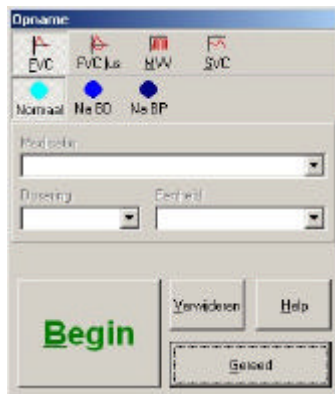 Opname
FVC FVC lus MVV SVC
Normaal Na BD Na BP
Medicatie
Dosering Eenheid
Begin
Verwijderen Help
Gereed